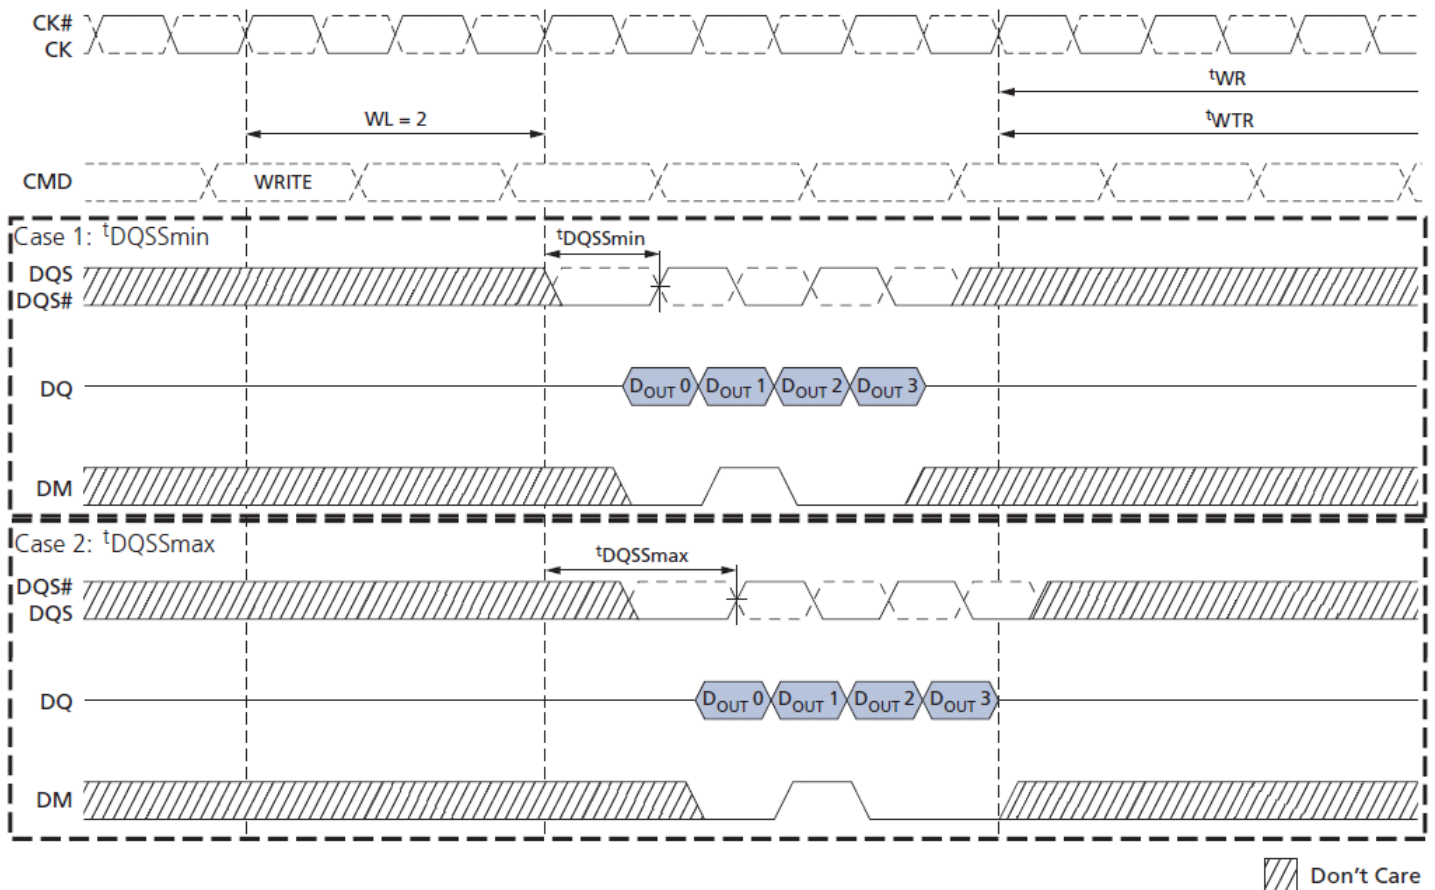 CK#
CK
tWR
WL = 2
tWTR
CMD
WRITE
Case 1: tDQSSmin
tDQSSmin
DQS
DQS#
DQ
DOUT 0 DOUT 1 DOUT 2 DOUT 3
DM
Case 2: tDQSSmax
tDQSSmax
DQS#
DQS
DQ
DOUT 0 DOUT 1 DOUT 2 DOUT 3
DM
Don't Care